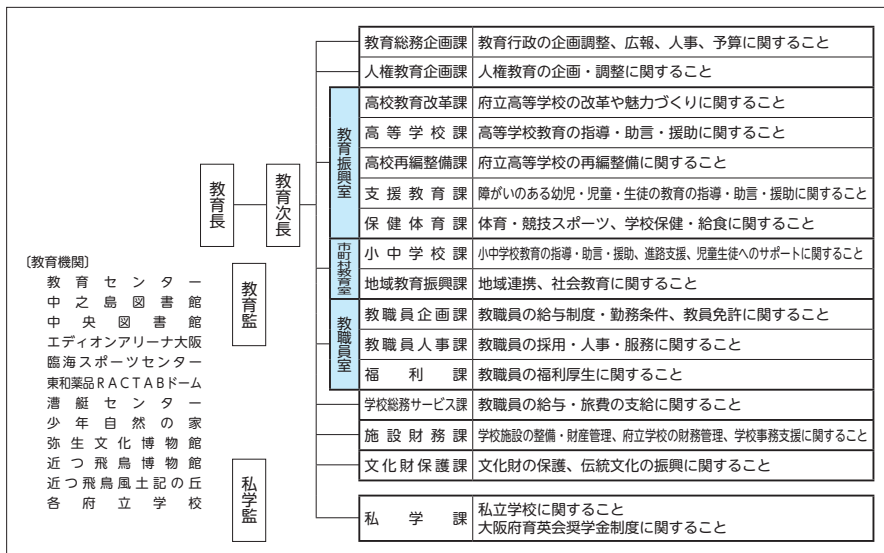 教育総務企画課 教育行政の企画調整、広報、人事、予算に関すること
人権教育企画課 人権教育の企画・調整に関すること
教育振興室
高校教育改革課 府立高等学校の改革や魅力づくりに関すること
高等学校課 高等学校教育の指導・助言・援助に関すること
高校再編整備課 府立高等学校の再編整備に関すること
支援教育課 障がいのある幼児・児童・生徒の教育の指導・助言・援助に関すること
保健体育課 体育・競技スポーツ、学校保健・給食に関すること
教育長
教育次長
市町村教育室
小中学校課 小中学校教育の指導・助言・援助、進路支援、児童生徒へのサポートに関すること
地域教育振興課 地域連携、社会教育に関すること
教職員室
教職員企画課 教職員の給与制度・勤務条件、教員免許に関すること
教職員人事課 教職員の採用・人事・服務に関すること
福利課 教職員の福利厚生に関すること
学校総務サービス課 教職員の給与・旅費の支給に関すること
施設財務課 学校施設の整備・財産管理、府立学校の財務管理、学校事務支援に関すること
文化財保護課 文化財の保護、伝統文化の振興に関すること
私学課 私立学校に関すること
大阪府育英会奨学金制度に関すること
教育監
私学監
〔教育機関〕
教育センター
中之島図書館
中央図書館
エディオンアリーナ大阪
臨海スポーツセンター
東和薬品RACTABドーム
漕艇センター
少年自然の家
弥生文化博物館
近つ飛鳥博物館
近つ飛鳥風土記の丘
各府立学校